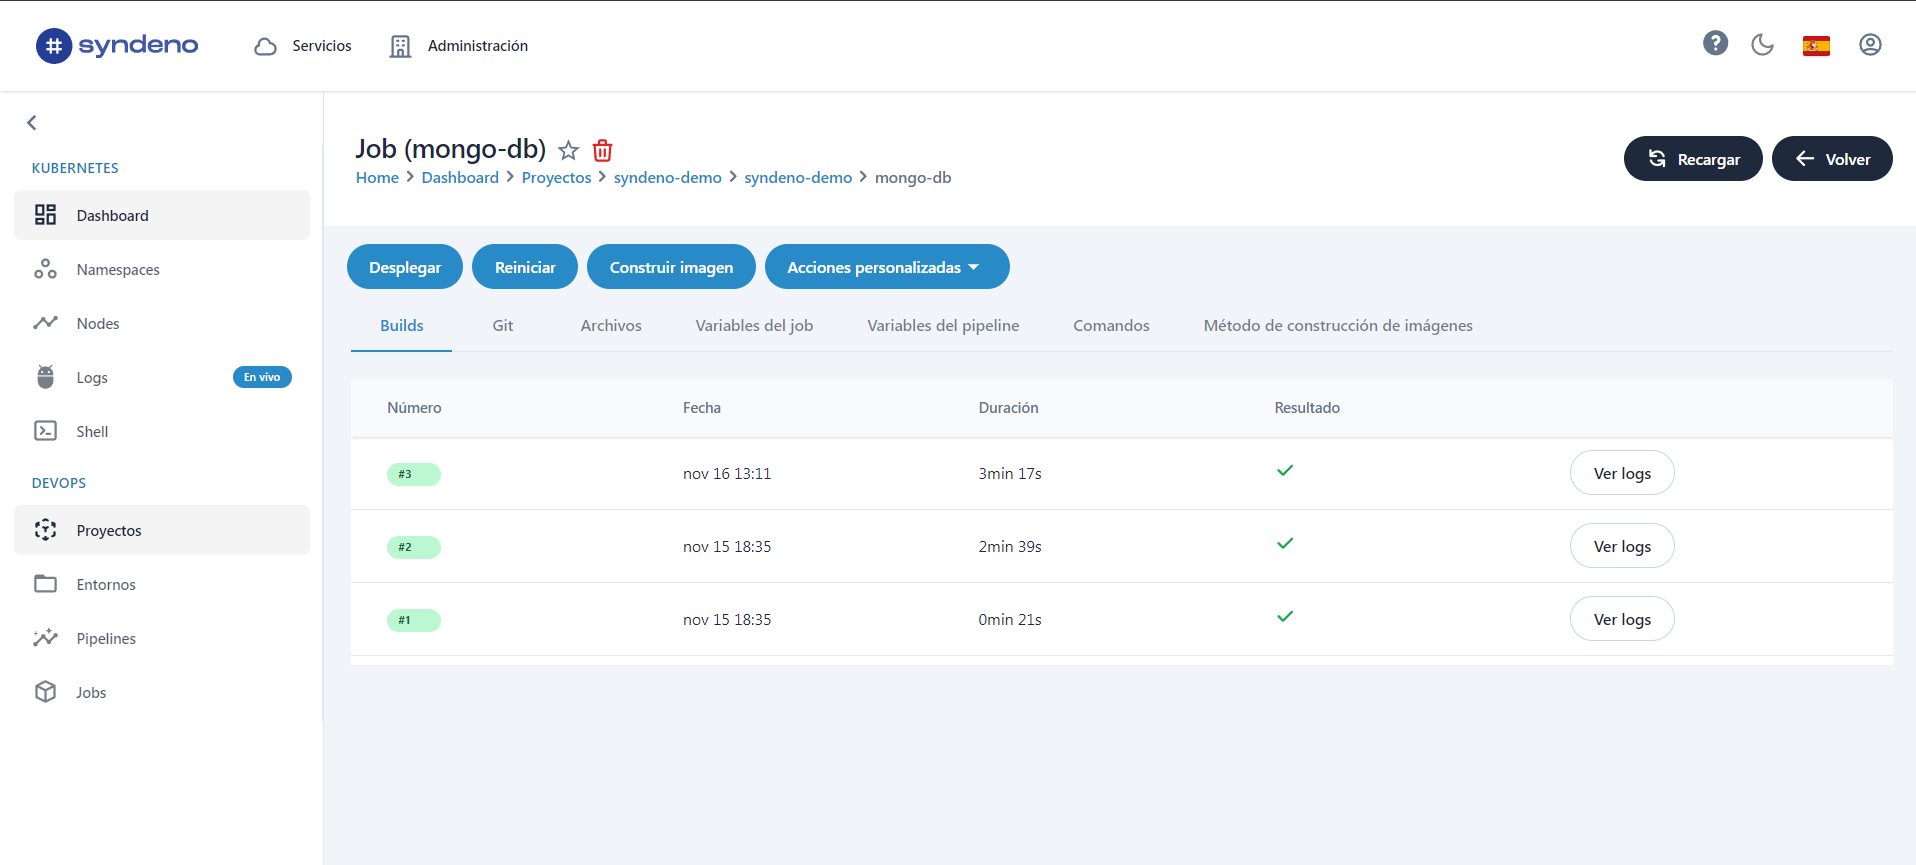 # syndeno
Servicios
Administración
?
KUBERNETES
Dashboard
Namespaces
Nodes
Logs En vivo
Shell
DEVOPS
Proyectos
Entornos
Pipelines
Jobs
Job (mongo-db)
Home > Dashboard > Proyectos > syndeno-demo > syndeno-demo > mongo-db
Recargar
Volver
Desplegar Reiniciar Construir imagen Acciones personalizadas
Builds Git Archivos Variables del job Variables del pipeline Comandos Método de construcción de imágenes
Número Fecha Duración Resultado
#3 nov 16 13:11 3min 17s Ver logs
#2 nov 15 18:35 2min 39s Ver logs
#1 nov 15 18:35 0min 21s Ver logs